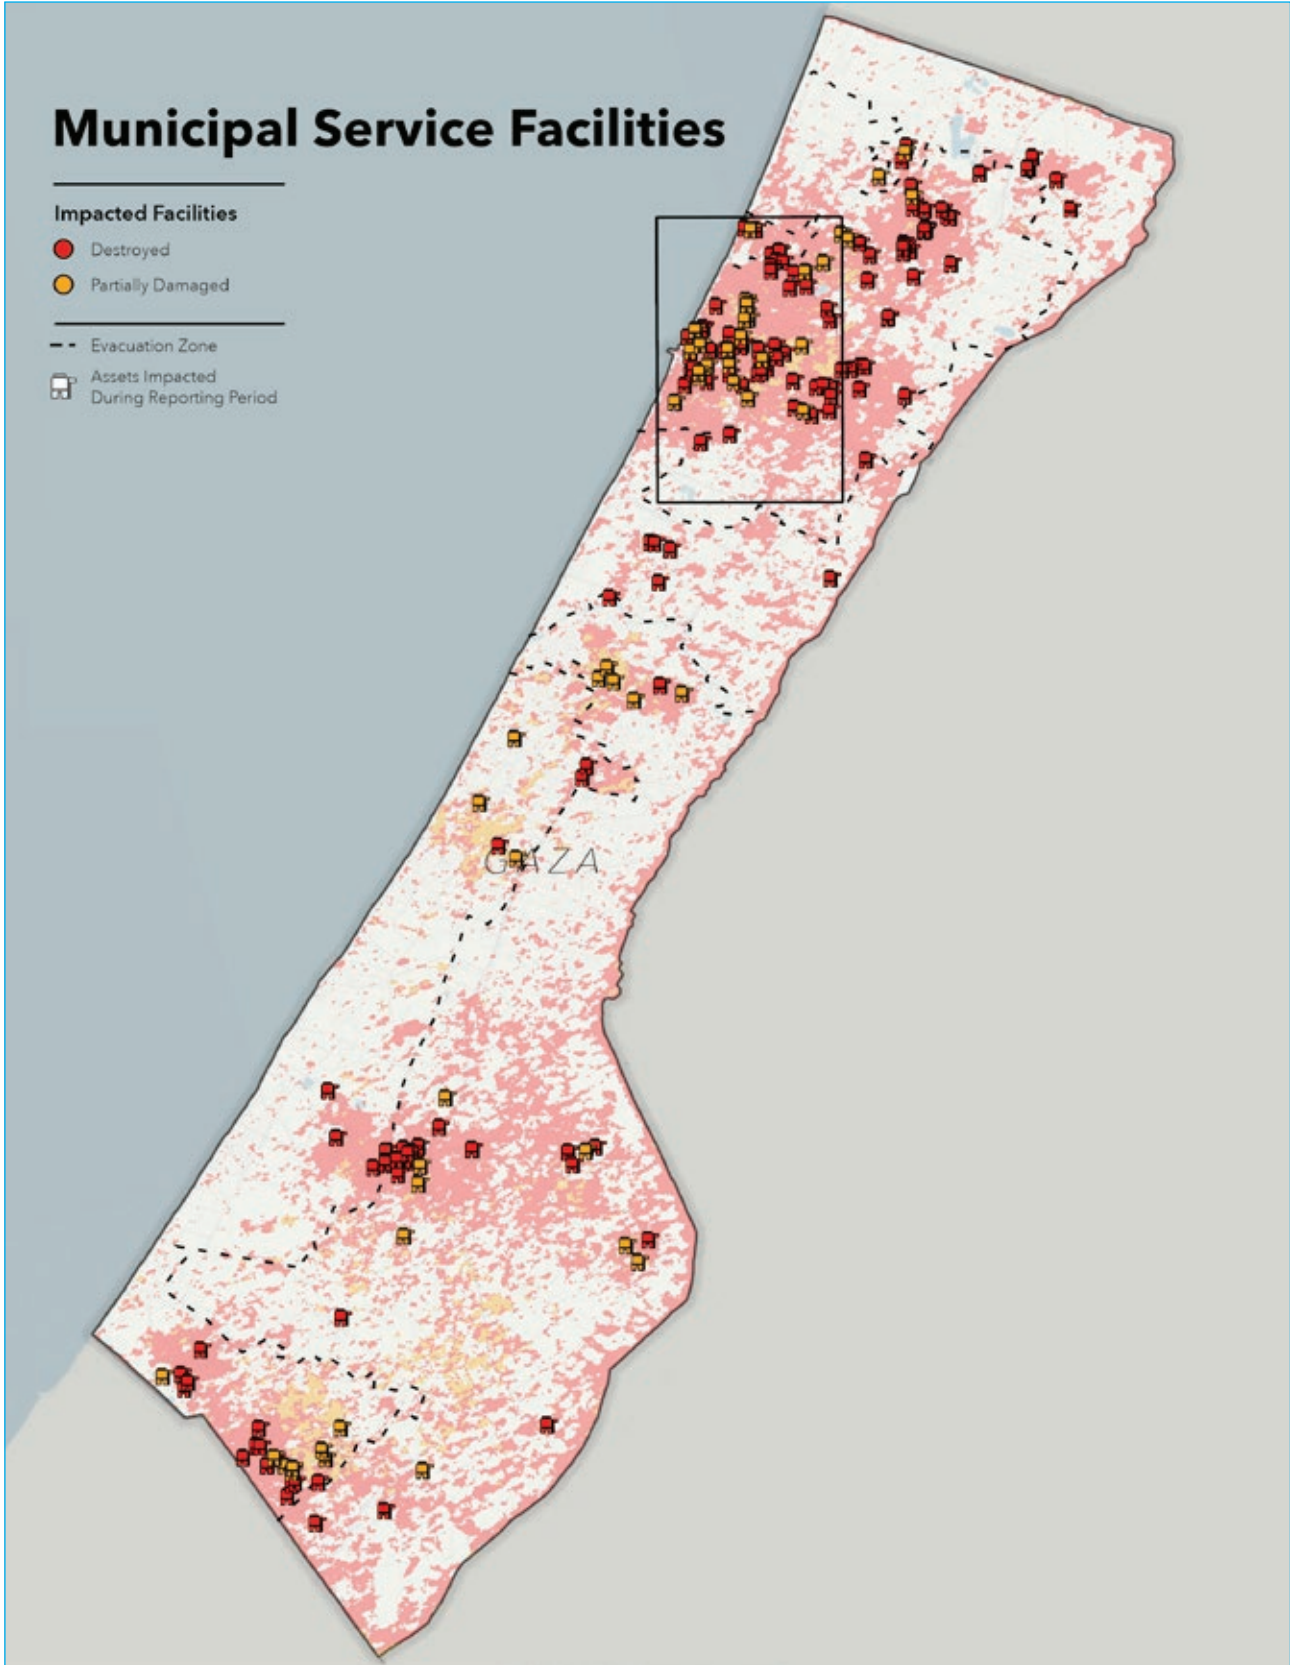 Municipal Service Facilities
Impacted Facilities
Destroyed
Partially Damaged
Evacuation Zone
Assets Impacted
During Reporting Period
GAZA